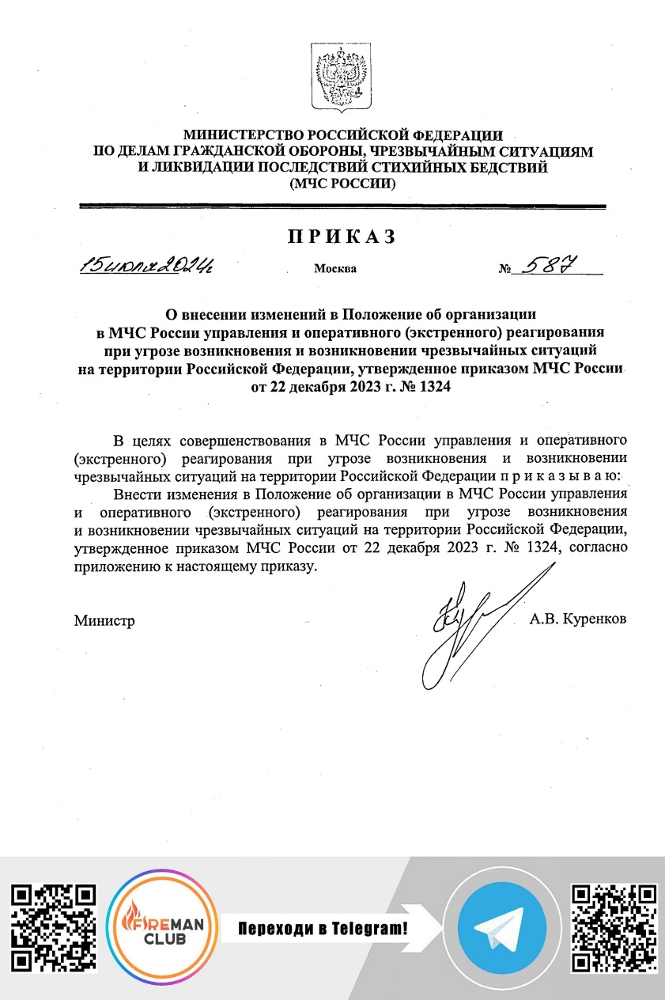 МИНИСТЕРСТВО РОССИЙСКОЙ ФЕДЕРАЦИИ
ПО ДЕЛАМ ГРАЖДАНСКОЙ ОБОРОНЫ, ЧРЕЗВЫЧАЙНЫМ СИТУАЦИЯМ
И ЛИКВИДАЦИИ ПОСЛЕДСТВИЙ СТИХИЙНЫХ БЕДСТВИЙ
(МЧС РОССИИ)
П Р И К А З
15 июля 2024г. Москва № 587
О внесении изменений в Положение об организации
в МЧС России управления и оперативного (экстренного) реагирования
при угрозе возникновения и возникновении чрезвычайных ситуаций
на территории Российской Федерации, утвержденное приказом МЧС России
от 22 декабря 2023 г. № 1324
В целях совершенствования в МЧС России управления и оперативного
(экстренного) реагирования при угрозе возникновения и возникновении
чрезвычайных ситуаций на территории Российской Федерации п р и к а з ы в а ю:
Внести изменения в Положение об организации в МЧС России управления
и оперативного (экстренного) реагирования при угрозе возникновения
и возникновении чрезвычайных ситуаций на территории Российской Федерации,
утвержденное приказом МЧС России от 22 декабря 2023 г. № 1324, согласно
приложению к настоящему приказу.
Министр А.В. Куренков
FIREMAN
CLUB
Переходи в Telegram!